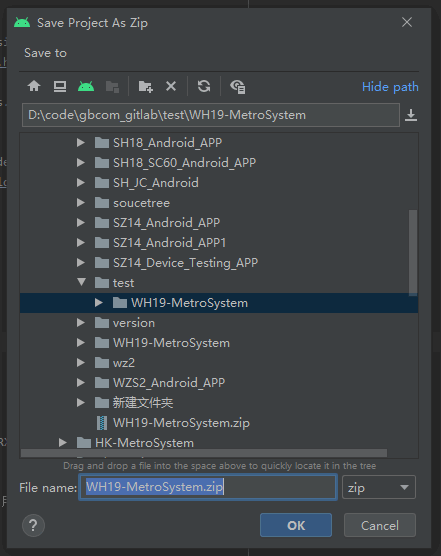 Save Project As Zip
Save to
Hide path
D:\code\gbcom_gitlab\test\WH19-MetroSystem
SH18_Android_APP
SH18_SC60_Android_APP
SH_JC_Android
soucetree
SZ14_Android_APP
SZ14_Android_APP1
SZ14_Device_Testing_APP
test
WH19-MetroSystem
version
WH19-MetroSystem
wz2
WZS2_Android_APP
新建文件夹
WH19-MetroSystem.zip
HK-MetroSystem
Drag and drop a file into the space above to quickly locate it in the tree
File name: WH19-MetroSystem.zip zip
? OK Cancel